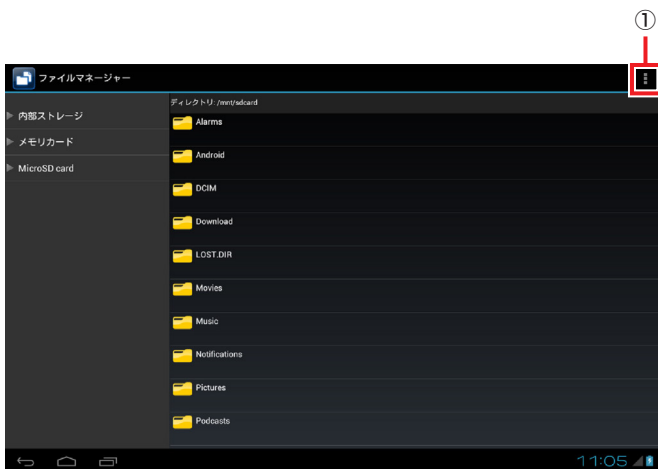 ①
ファイルマネージャー
ディレクトリ: /mnt/sdcard
内部ストレージ
メモリカード
MicroSD card
Alarms
Android
DCIM
Download
LOST.DIR
Movies
Music
Notifications
Pictures
Podcasts
11:05